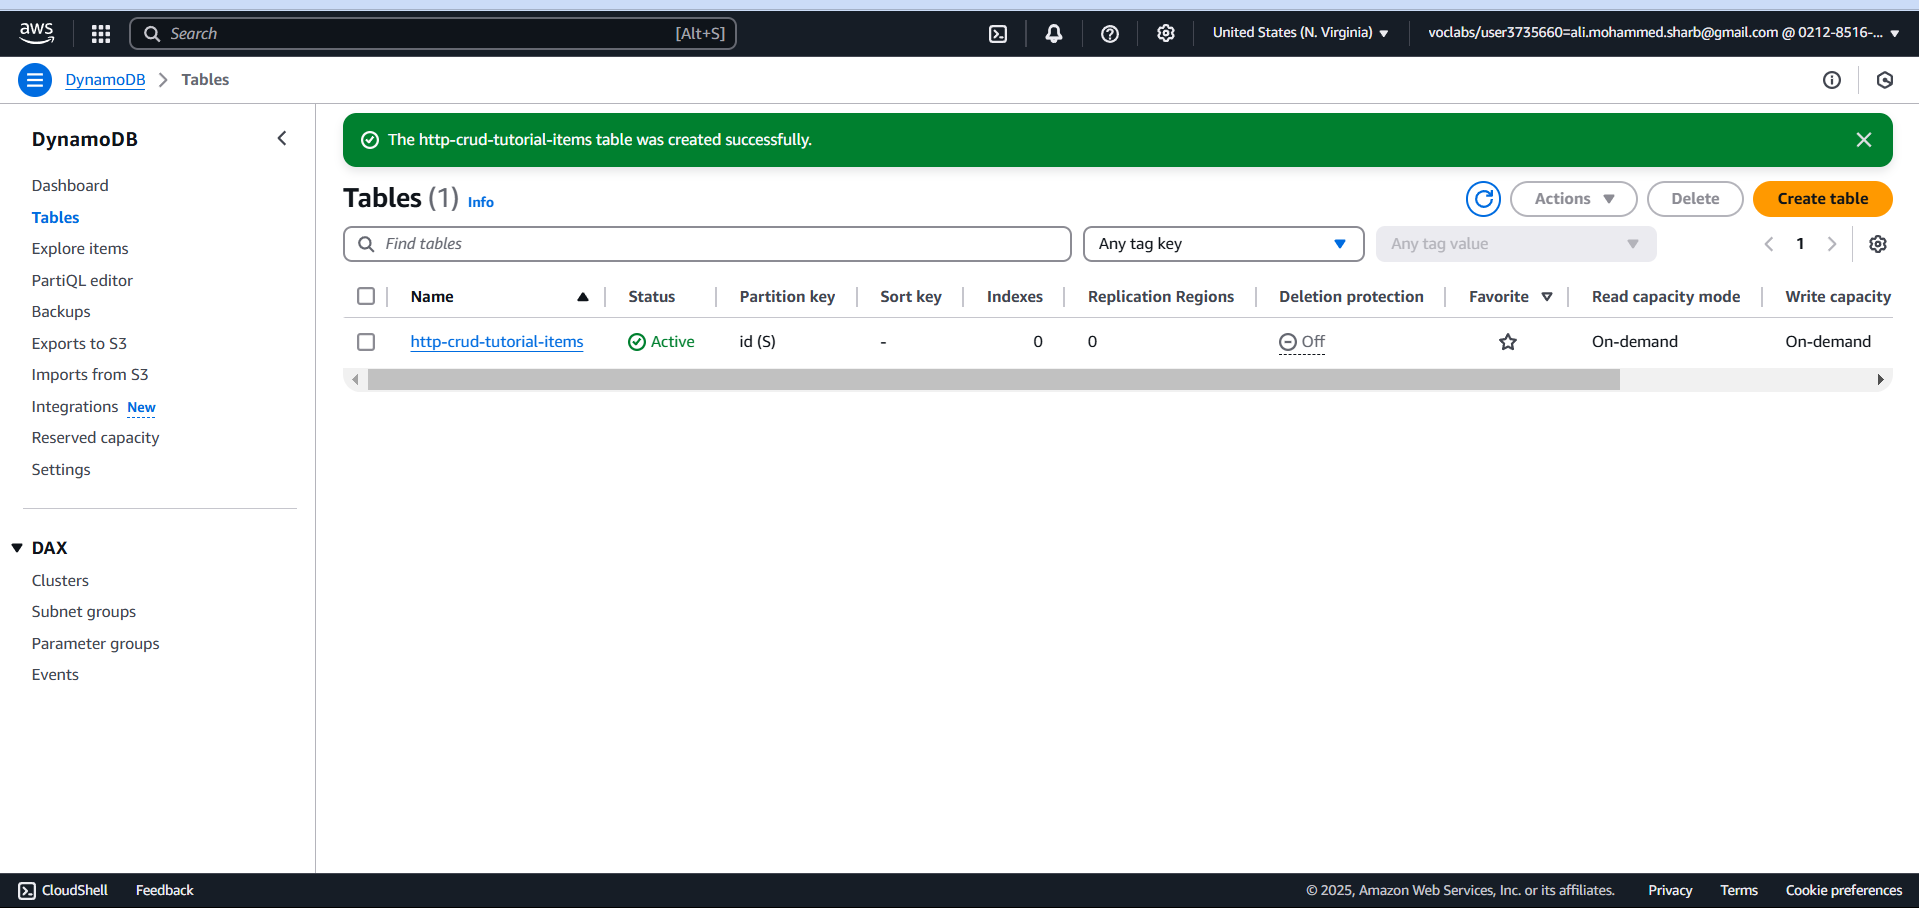 aws
Search [Alt+S]
United States (N. Virginia)
voclabs/user3735660=ali.mohammed.sharb@gmail.com @ 0212-8516-...
DynamoDB
Tables
DynamoDB
Dashboard
Tables
Explore items
PartiQL editor
Backups
Exports to S3
Imports from S3
Integrations New
Reserved capacity
Settings
DAX
Clusters
Subnet groups
Parameter groups
Events
The http-crud-tutorial-items table was created successfully.
Tables (1) Info
Actions
Delete
Create table
Find tables
Any tag key
Any tag value
1
Name Status Partition key Sort key Indexes Replication Regions Deletion protection Favorite Read capacity mode Write capacity
http-crud-tutorial-items Active id (S) - 0 0 Off On-demand On-demand
CloudShell Feedback © 2025, Amazon Web Services, Inc. or its affiliates. Privacy Terms Cookie preferences